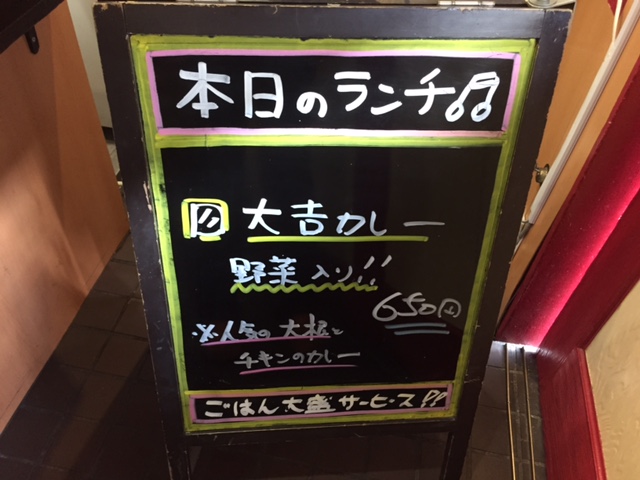 本日のランチ♫
日 大吉カレー
野菜入り!!
650円
※人気の大根と
チキンのカレー
ごはん大盛サービス!!